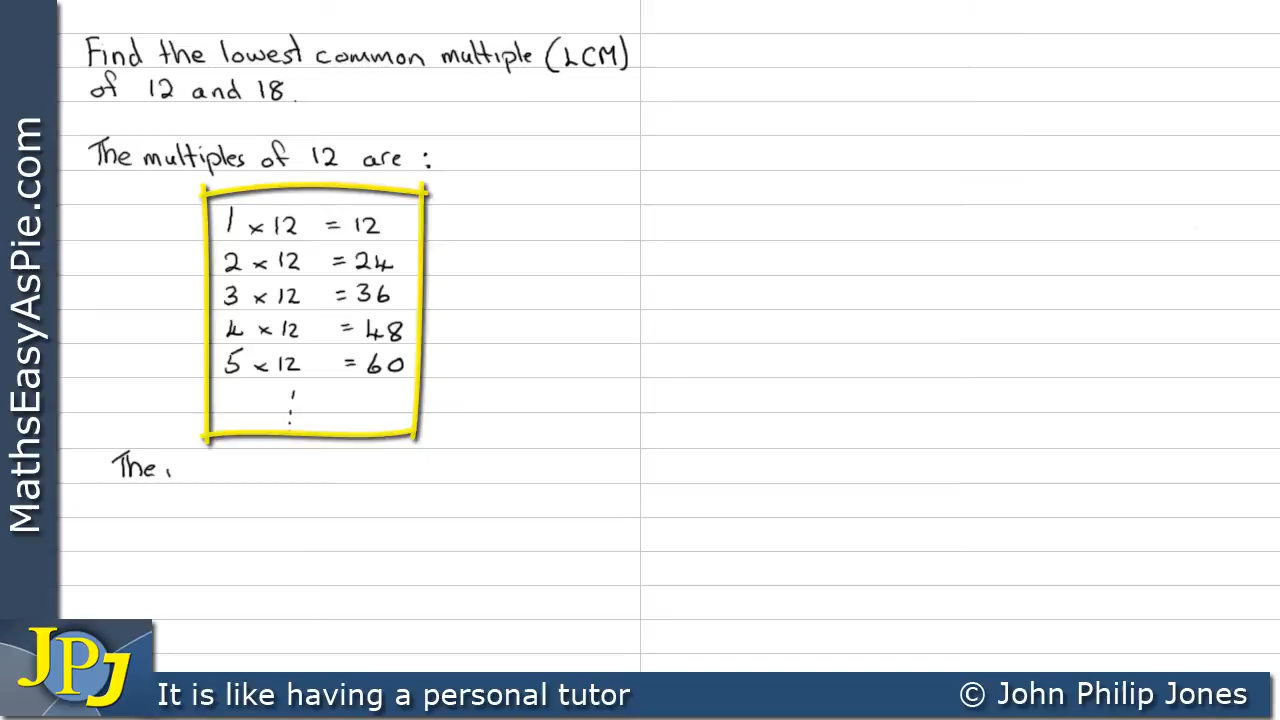 Find the lowest common multiple (LCM)
of 12 and 18.
The multiples of 12 are :
1 × 12 = 12
2 × 12 = 24
3 × 12 = 36
4 × 12 = 48
5 × 12 = 60
The
MathsEasyAsPie.com
JPJ
It is like having a personal tutor
© John Philip Jones